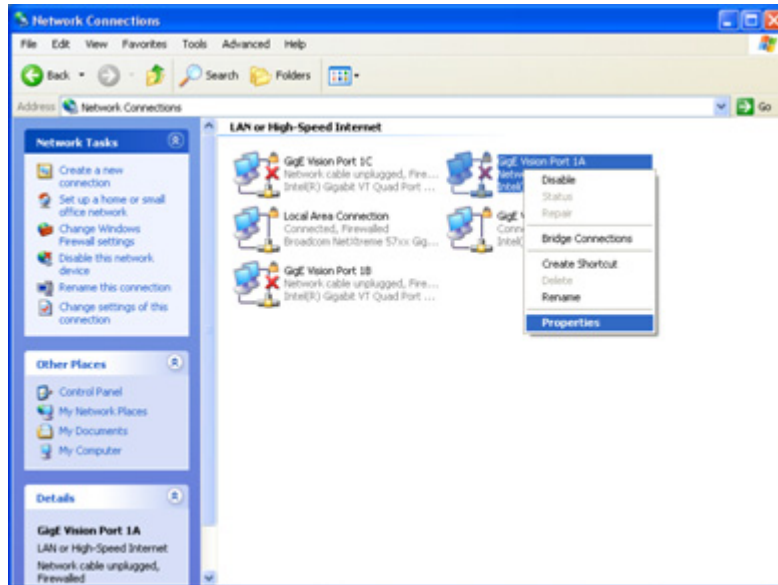 Network Connections
File Edit View Favorites Tools Advanced Help
Back Search Folders
Address Network Connections Go
Network Tasks
Create a new
connection
Set up a home or small
office network
Change Windows
Firewall settings
Disable this network
device
Rename this connection
Change settings of this
connection
Other Places
Control Panel
My Network Places
My Documents
My Computer
Details
GigE Vision Port 1A
LAN or High-Speed Internet
Network cable unplugged,
Firewalled
LAN or High-Speed Internet
GigE Vision Port 1C
Network cable unplugged, Fire...
Intel(R) Gigabit VT Quad Port ...
GigE Vision Port 1A
Local Area Connection
Connected, Firewalled
Broadcom NetXtreme 57xx Gig...
GigE Vision Port 1B
Network cable unplugged, Fire...
Intel(R) Gigabit VT Quad Port ...
Disable
Status
Repair
Bridge Connections
Create Shortcut
Delete
Rename
Properties